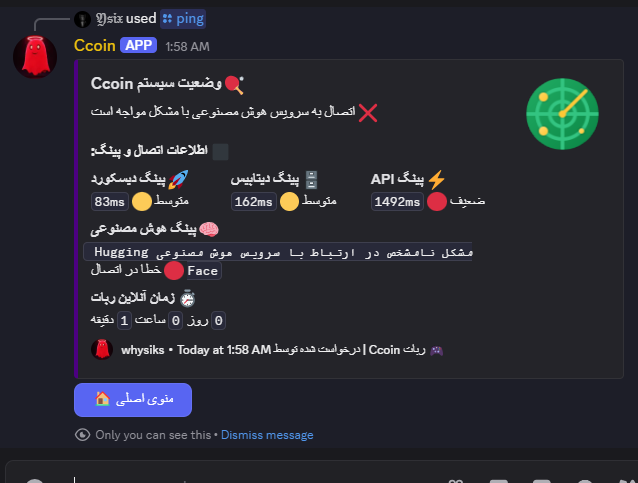 𝖄𝖘𝖎𝖝 used ping
Ccoin APP 1:58 AM
وضعیت سیستم Ccoin
اتصال به سرویس هوش مصنوعی با مشکل مواجه است
اطلاعات اتصال و پینگ:
پینگ دیسکورد پینگ دیتابیس پینگ API
83ms متوسط 162ms متوسط 1492ms ضعیف
پینگ هوش مصنوعی
مشکل نامشخص در ارتباط با سرویس هوش مصنوعی Hugging
Face خطا در اتصال
زمان آنلاین ربات
0 روز 0 ساعت 1 دقیقه
whysiks • Today at 1:58 AM ربات Ccoin | درخواست شده توسط
منوی اصلی
Only you can see this • Dismiss message